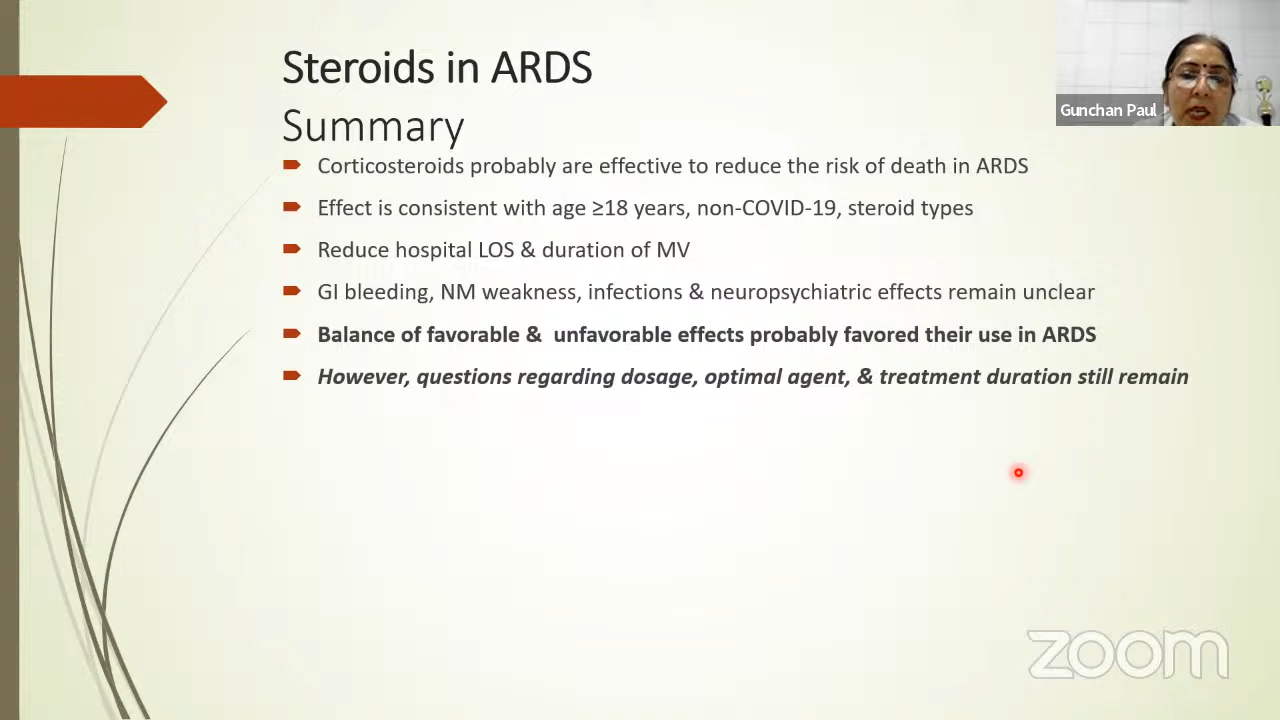 Steroids in ARDS
Summary
Corticosteroids probably are effective to reduce the risk of death in ARDS
Effect is consistent with age ≥18 years, non-COVID-19, steroid types
Reduce hospital LOS & duration of MV
GI bleeding, NM weakness, infections & neuropsychiatric effects remain unclear
Balance of favorable & unfavorable effects probably favored their use in ARDS
However, questions regarding dosage, optimal agent, & treatment duration still remain
Gunchan Paul
zoom